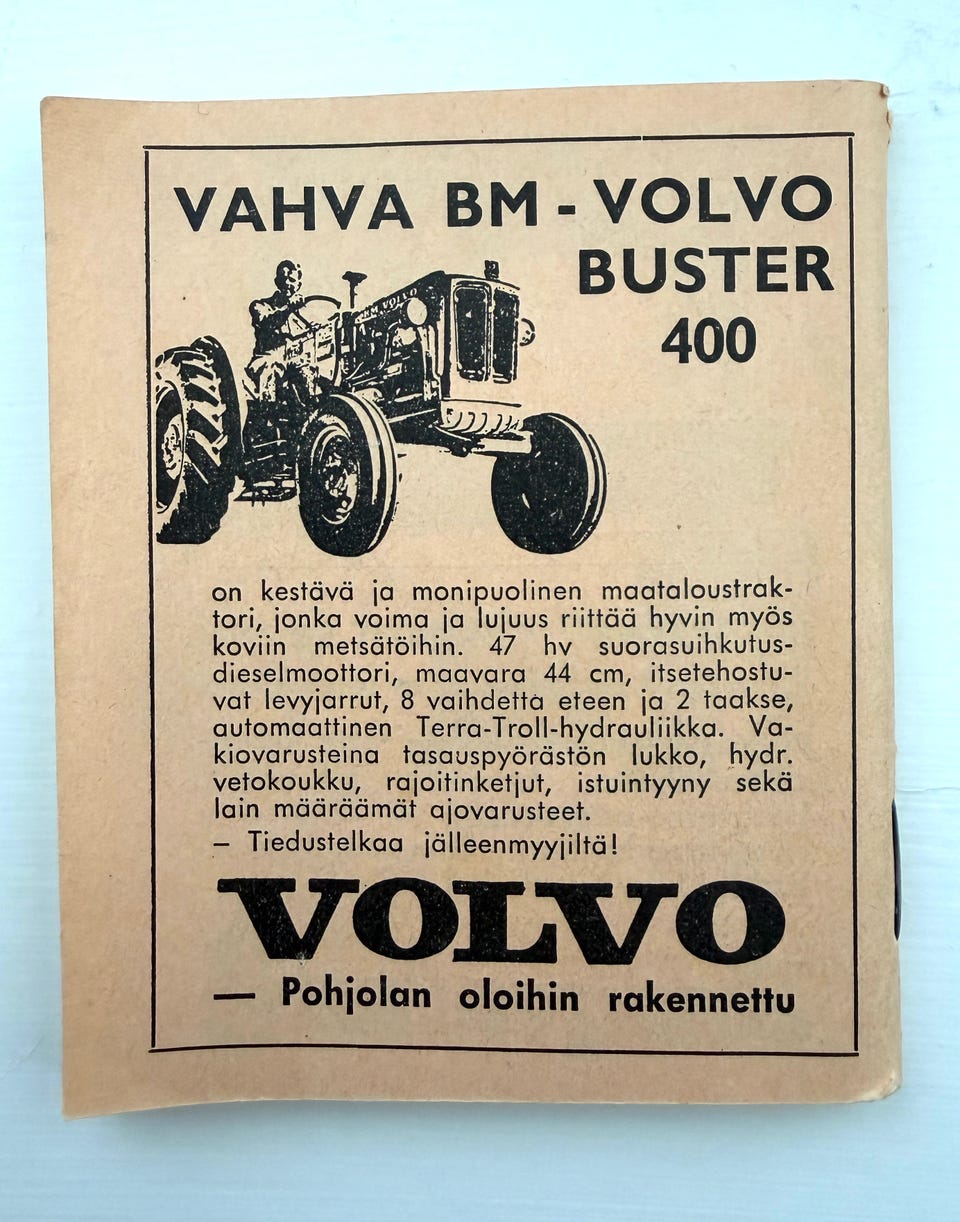 VAHVA BM - VOLVO
BUSTER
400
BM VOLVO
on kestävä ja monipuolinen maataloustrak-
tori, jonka voima ja lujuus riittää hyvin myös
koviin metsätöihin. 47 hv suorasuihkutus-
dieselmoottori, maavara 44 cm, itsetehostu-
vat levyjarrut, 8 vaihdetta eteen ja 2 taakse,
automaattinen Terra-Troll-hydrauliikka. Va-
kiovarusteina tasauspyörästön lukko, hydr.
vetokoukku, rajoitinketjut, istuintyyny sekä
lain määräämät ajovarusteet.
– Tiedustelkaa jälleenmyyjiltä!
VOLVO
— Pohjolan oloihin rakennettu